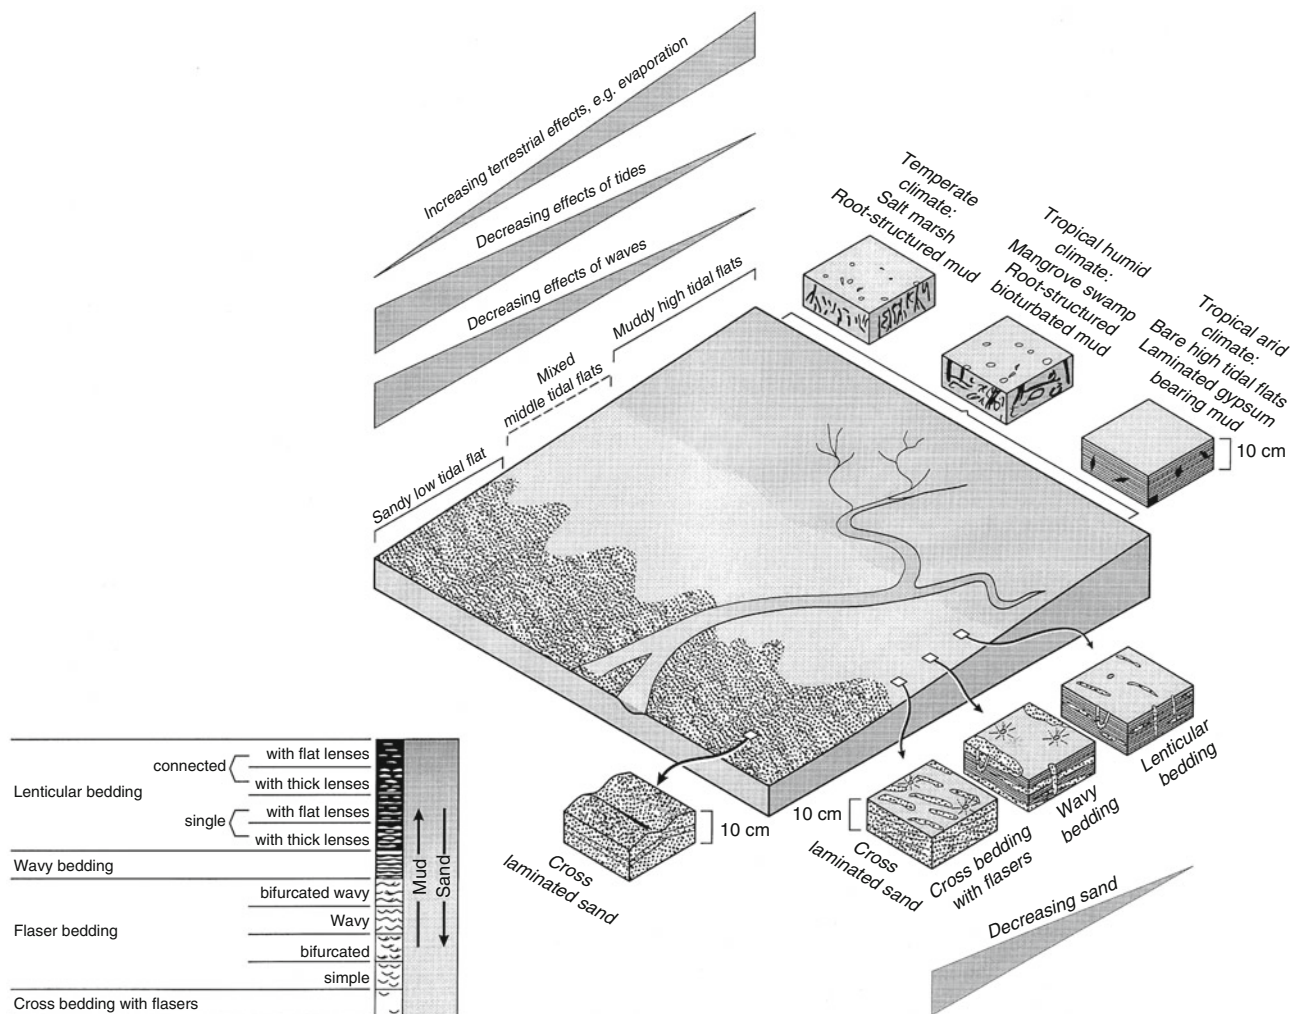 Increasing terrestrial effects, e.g. evaporation
Decreasing effects of tides
Decreasing effects of waves
Muddy high tidal flats
Mixed
middle tidal flats
Sandy low tidal flat
Temperate
climate:
Salt marsh
Root-structured mud
Tropical humid
climate:
Mangrove swamp
Root-structured
bioturbated mud
Tropical arid
climate:
Bare high tidal flats
Laminated gypsum
bearing mud
10 cm
Lenticular
bedding
Wavy
bedding
Cross bedding
with flasers
Cross
laminated sand
10 cm
10 cm
Cross
laminated sand
Decreasing sand
Lenticular bedding
connected
with flat lenses
with thick lenses
single
with flat lenses
with thick lenses
Wavy bedding
Flaser bedding
bifurcated wavy
Wavy
bifurcated
simple
Cross bedding with flasers
Mud
Sand